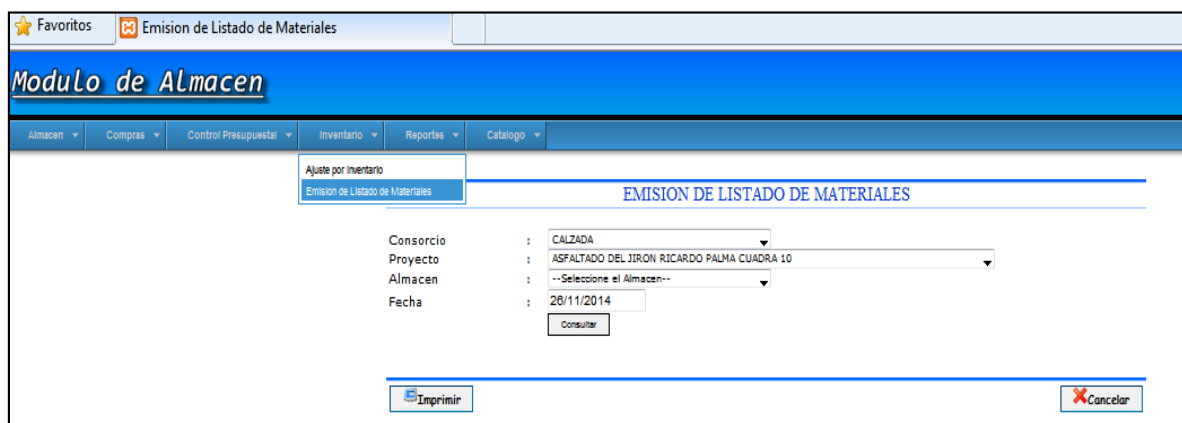 Favoritos Emision de Listado de Materiales
Modulo de Almacen
Almacen Compras Control Presupuestal Inventario Reportes Catalogo
Ajuste por Inventario
Emision de Listado de Materiales
EMISION DE LISTADO DE MATERIALES
Consorcio : CALZADA
Proyecto : ASFALTADO DEL JIRON RICARDO PALMA CUADRA 10
Almacen : --Seleccione el Almacen--
Fecha : 26/11/2014
Consultar
Imprimir Cancelar